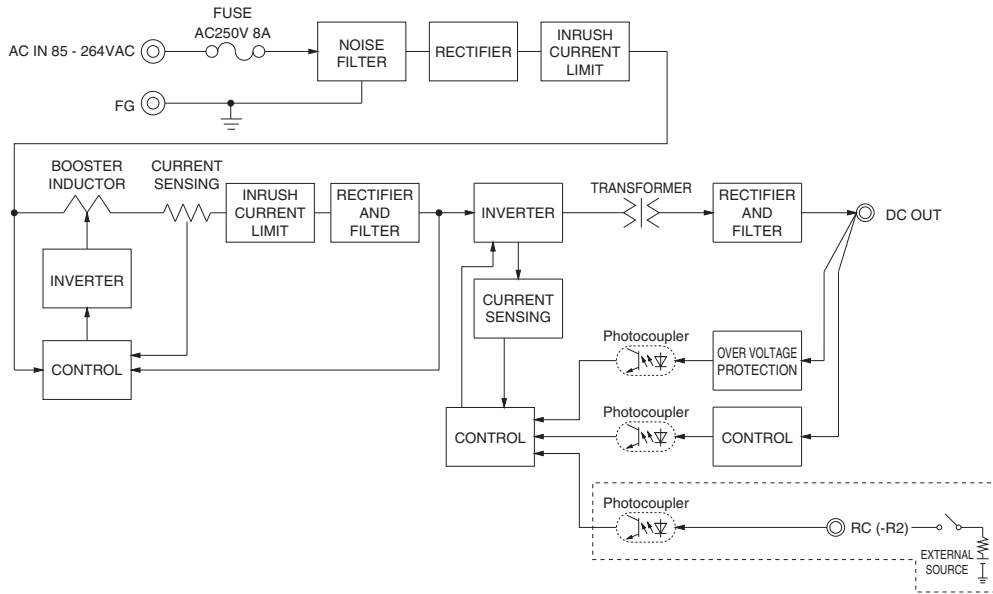 FUSE
AC250V 8A
AC IN 85 - 264VAC
NOISE
FILTER
RECTIFIER
INRUSH
CURRENT
LIMIT
FG
BOOSTER
INDUCTOR
CURRENT
SENSING
INRUSH
CURRENT
LIMIT
RECTIFIER
AND
FILTER
INVERTER
TRANSFORMER
RECTIFIER
AND
FILTER
DC OUT
INVERTER
CURRENT
SENSING
CONTROL
Photocoupler
OVER VOLTAGE
PROTECTION
Photocoupler
CONTROL
CONTROL
Photocoupler
RC (-R2)
EXTERNAL
SOURCE